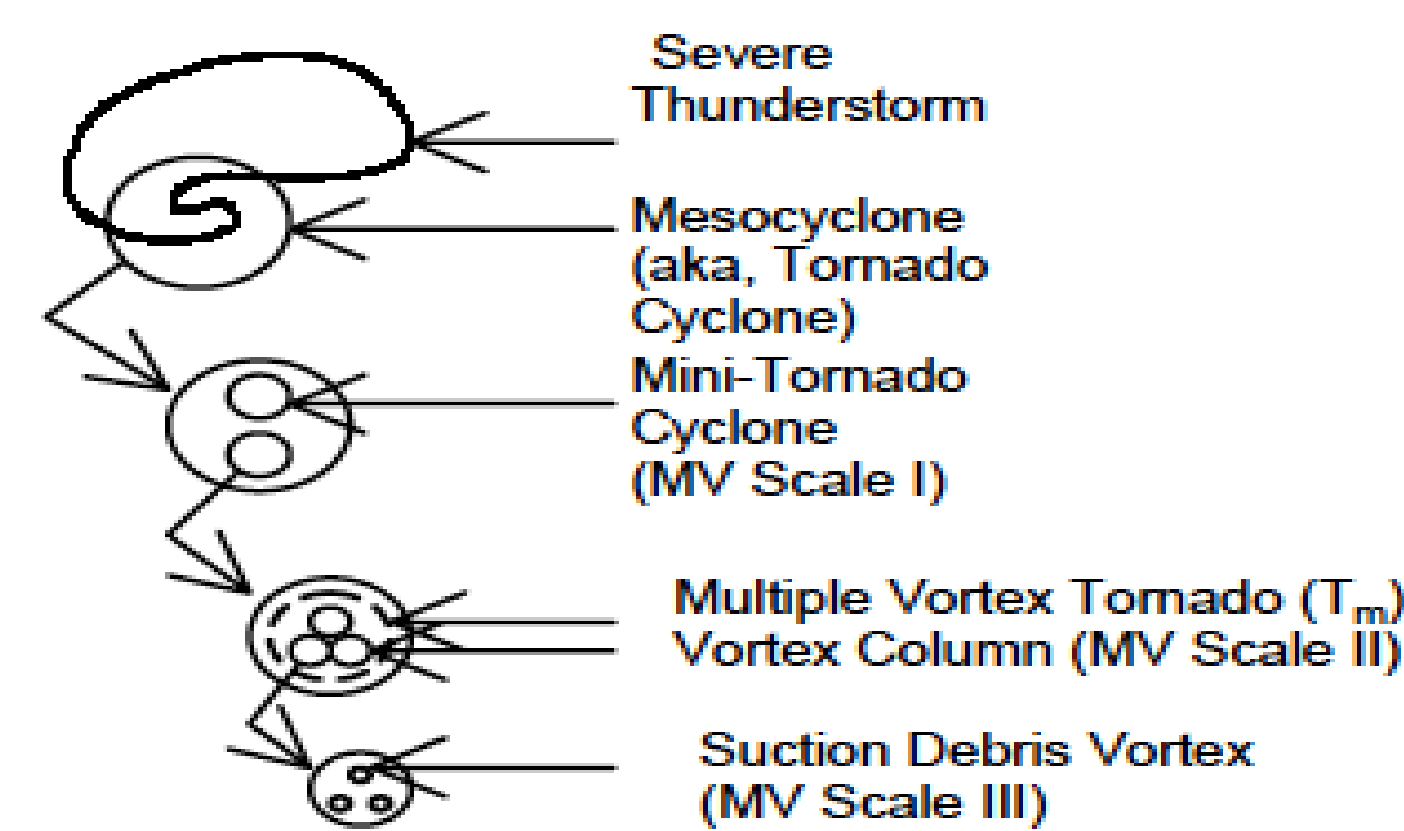 Severe
Thunderstorm
Mesocyclone
(aka, Tornado
Cyclone)
Mini-Tornado
Cyclone
(MV Scale I)
Multiple Vortex Tornado (Tm)
Vortex Column (MV Scale II)
Suction Debris Vortex
(MV Scale III)